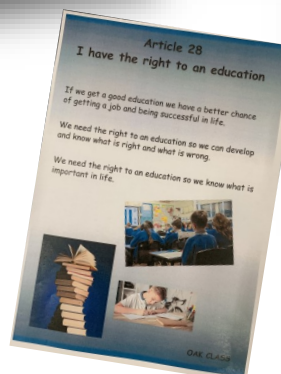 Article 28
I have the right to an education
If we get a good education we have a better chance
of getting a job and being successful in life.
We need the right to an education so we can develop
and know what is right and what is wrong.
We need the right to an education so we know what is
important in life.
OAK CLASS